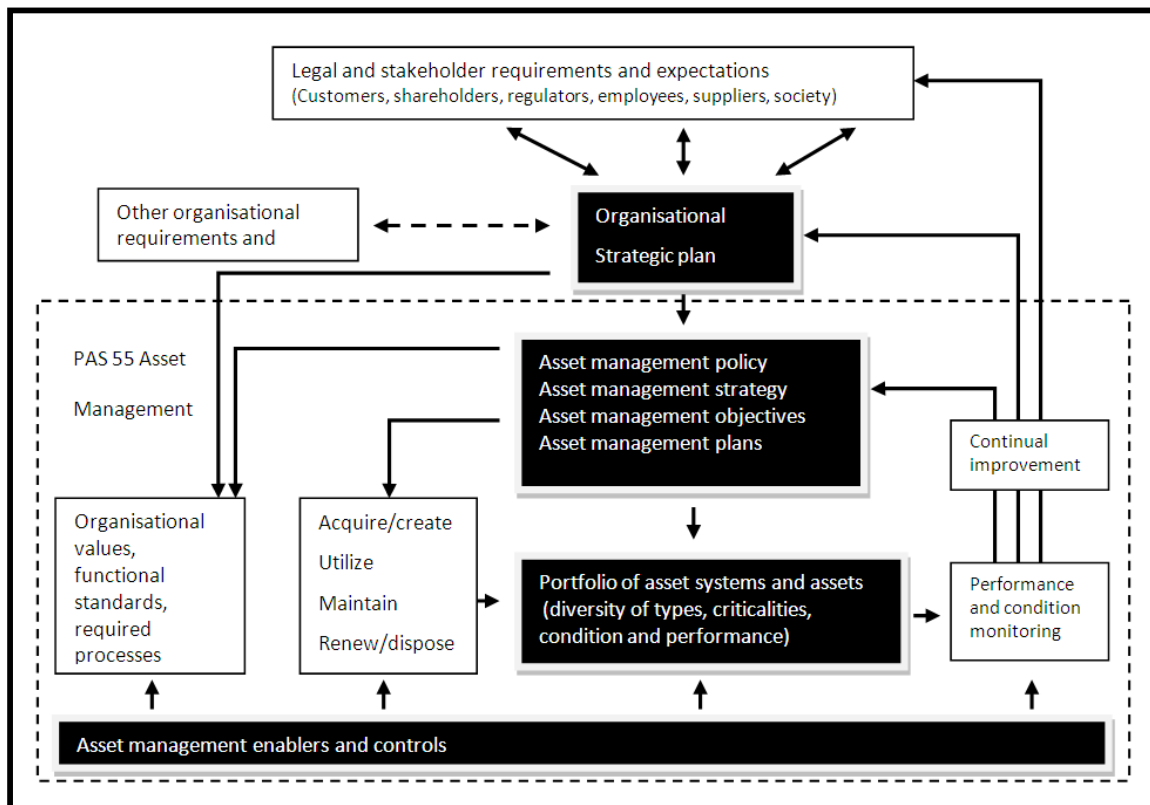 Legal and stakeholder requirements and expectations
(Customers, shareholders, regulators, employees, suppliers, society)
Other organisational
requirements and
Organisational
Strategic plan
PAS 55 Asset
Management
Asset management policy
Asset management strategy
Asset management objectives
Asset management plans
Continual
improvement
Organisational
values,
functional
standards,
required
processes
Acquire/create
Utilize
Maintain
Renew/dispose
Portfolio of asset systems and assets
(diversity of types, criticalities,
condition and performance)
Performance
and condition
monitoring
Asset management enablers and controls